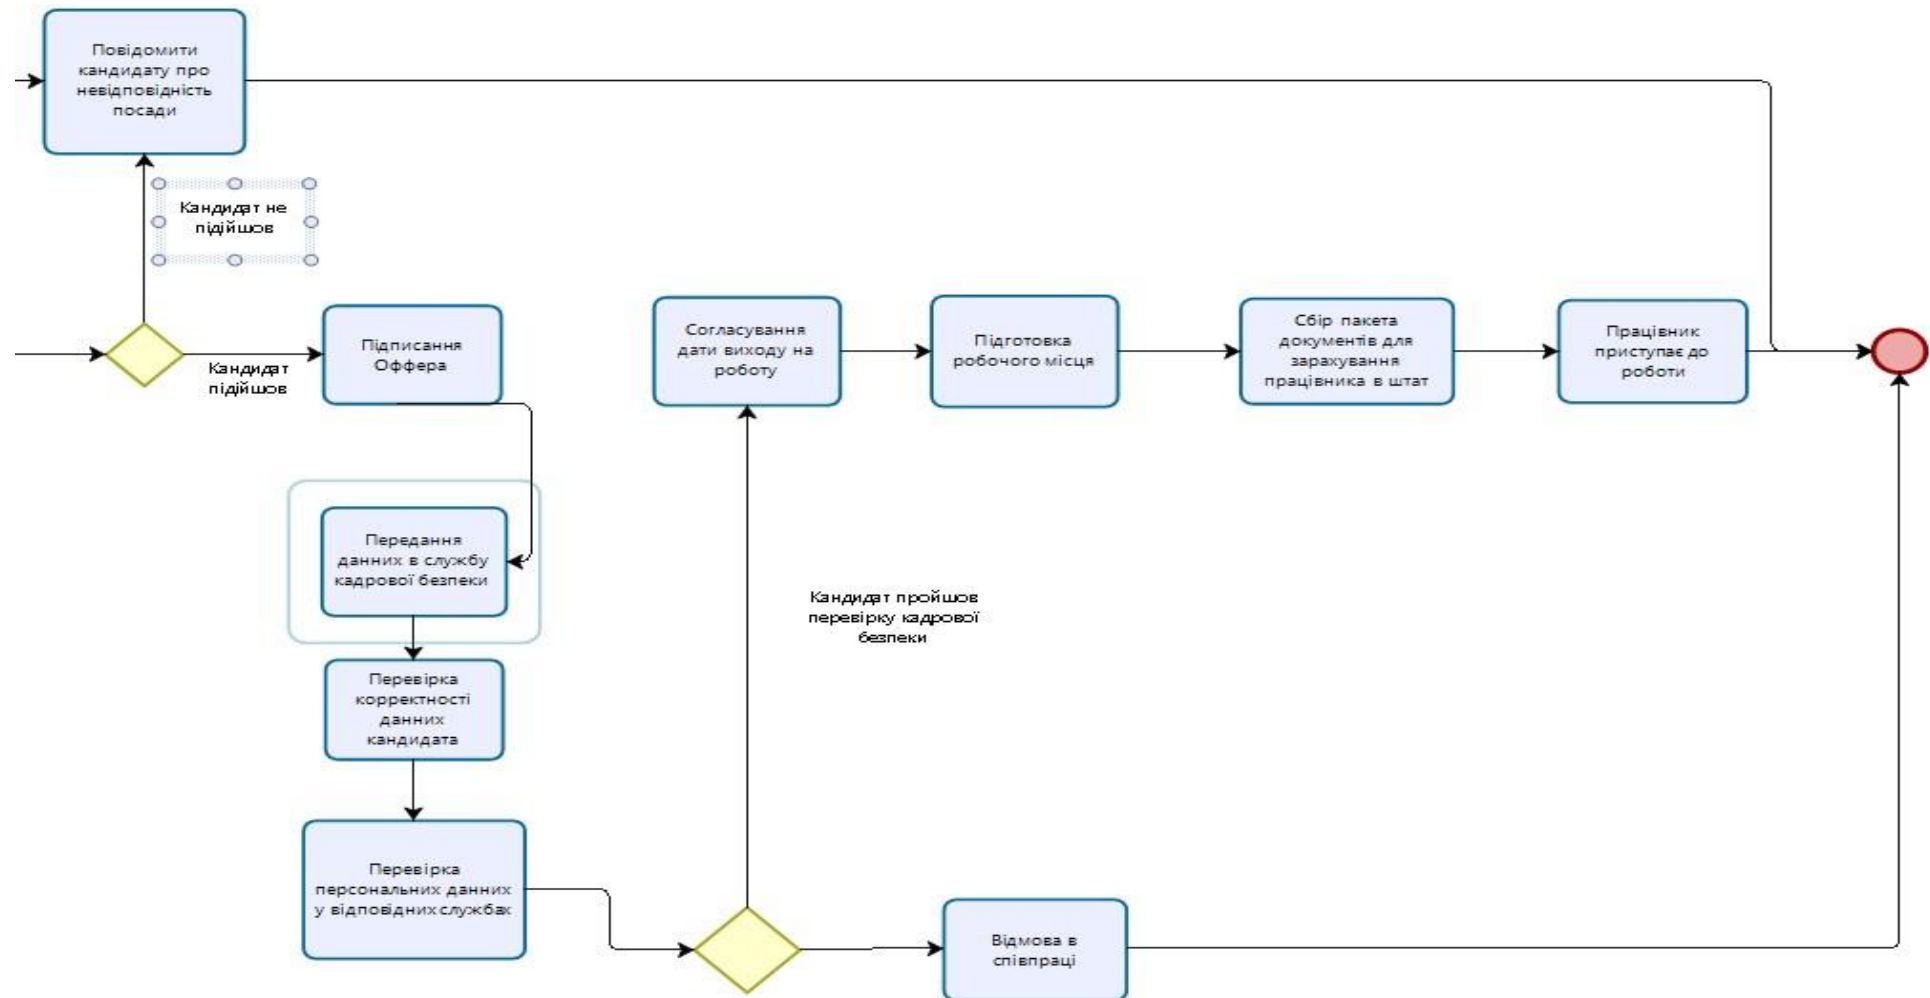 Повідомити
кандидату про
невідповідність
посади
Кандидат не
підійшов
Кандидат
підійшов
Підписання
Оффера
Согласування
дати виходу на
роботу
Підготовка
робочого місця
Сбір пакета
документів для
зарахування
працівника в штат
Працівник
приступає до
роботи
Передання
данних в службу
кадрової безпеки
Кандидат пройшов
перевірку кадрової
безпеки
Перевірка
корректності
данних
кандидата
Перевірка
персональних данних
у відповідних службах
Відмова в
співпраці